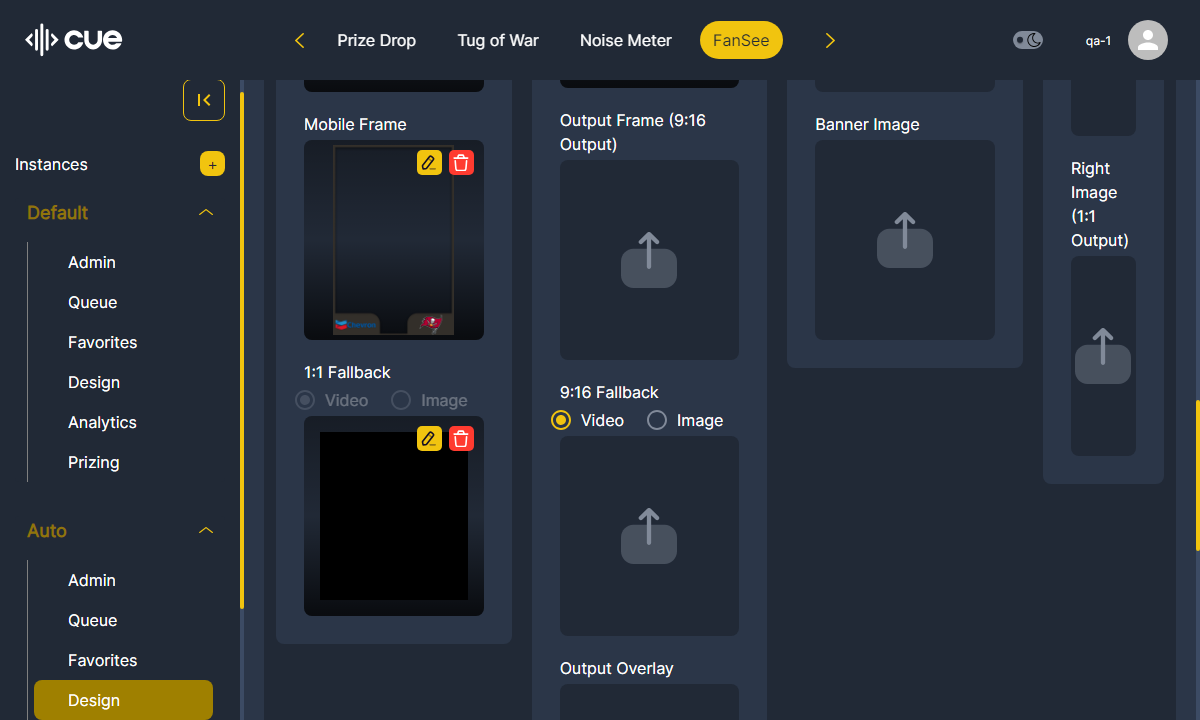 cue
Prize Drop
Tug of War
Noise Meter
FanSee
qa-1
Instances
+
Default
Admin
Queue
Favorites
Design
Analytics
Prizing
Auto
Admin
Queue
Favorites
Design
Mobile Frame
1:1 Fallback
Video
Image
Output Frame (9:16
Output)
9:16 Fallback
Video
Image
Output Overlay
Banner Image
Right
Image
(1:1
Output)